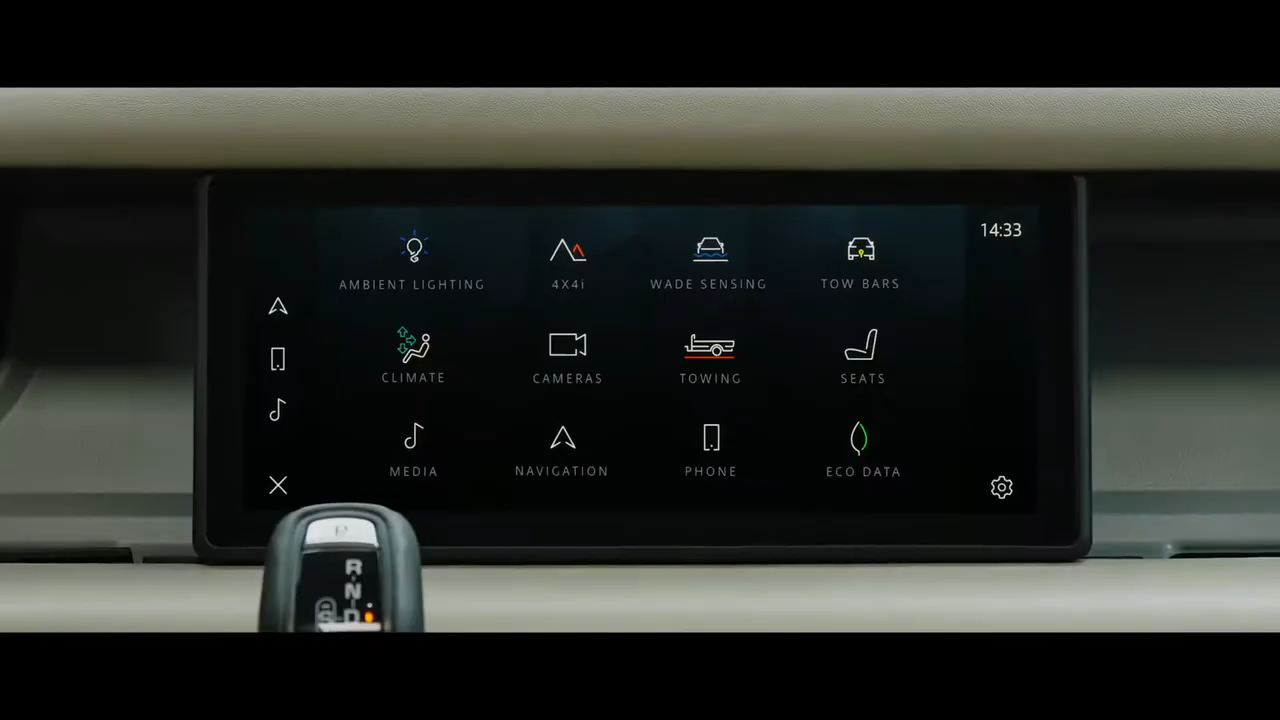 14:33
AMBIENT LIGHTING
4X4i
WADE SENSING
TOW BARS
CLIMATE
CAMERAS
TOWING
SEATS
MEDIA
NAVIGATION
PHONE
ECO DATA
P
R
N
S D